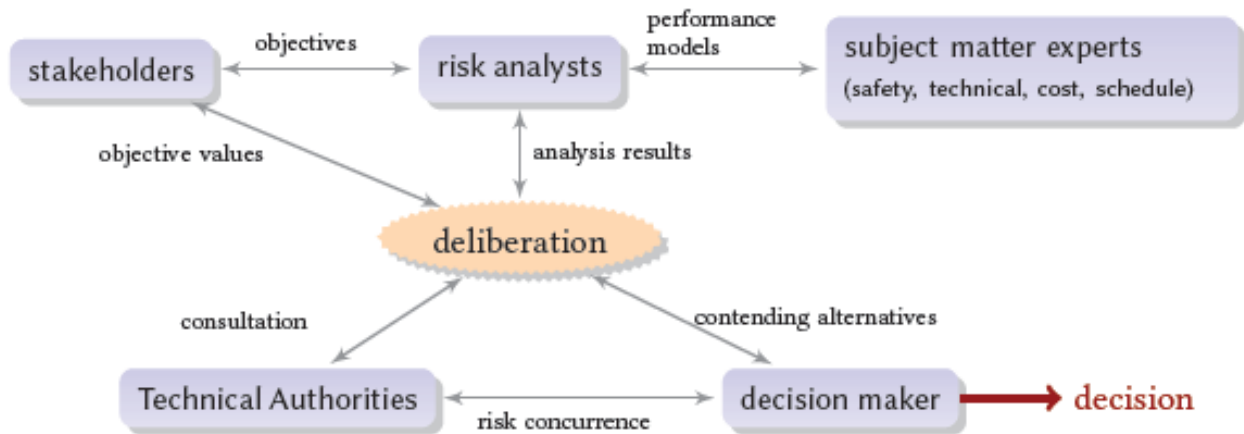 performance
models
objectives
stakeholders
risk analysts
subject matter experts
(safety, technical, cost, schedule)
objective values
analysis results
deliberation
consultation
contending alternatives
Technical Authorities
risk concurrence
decision maker
decision